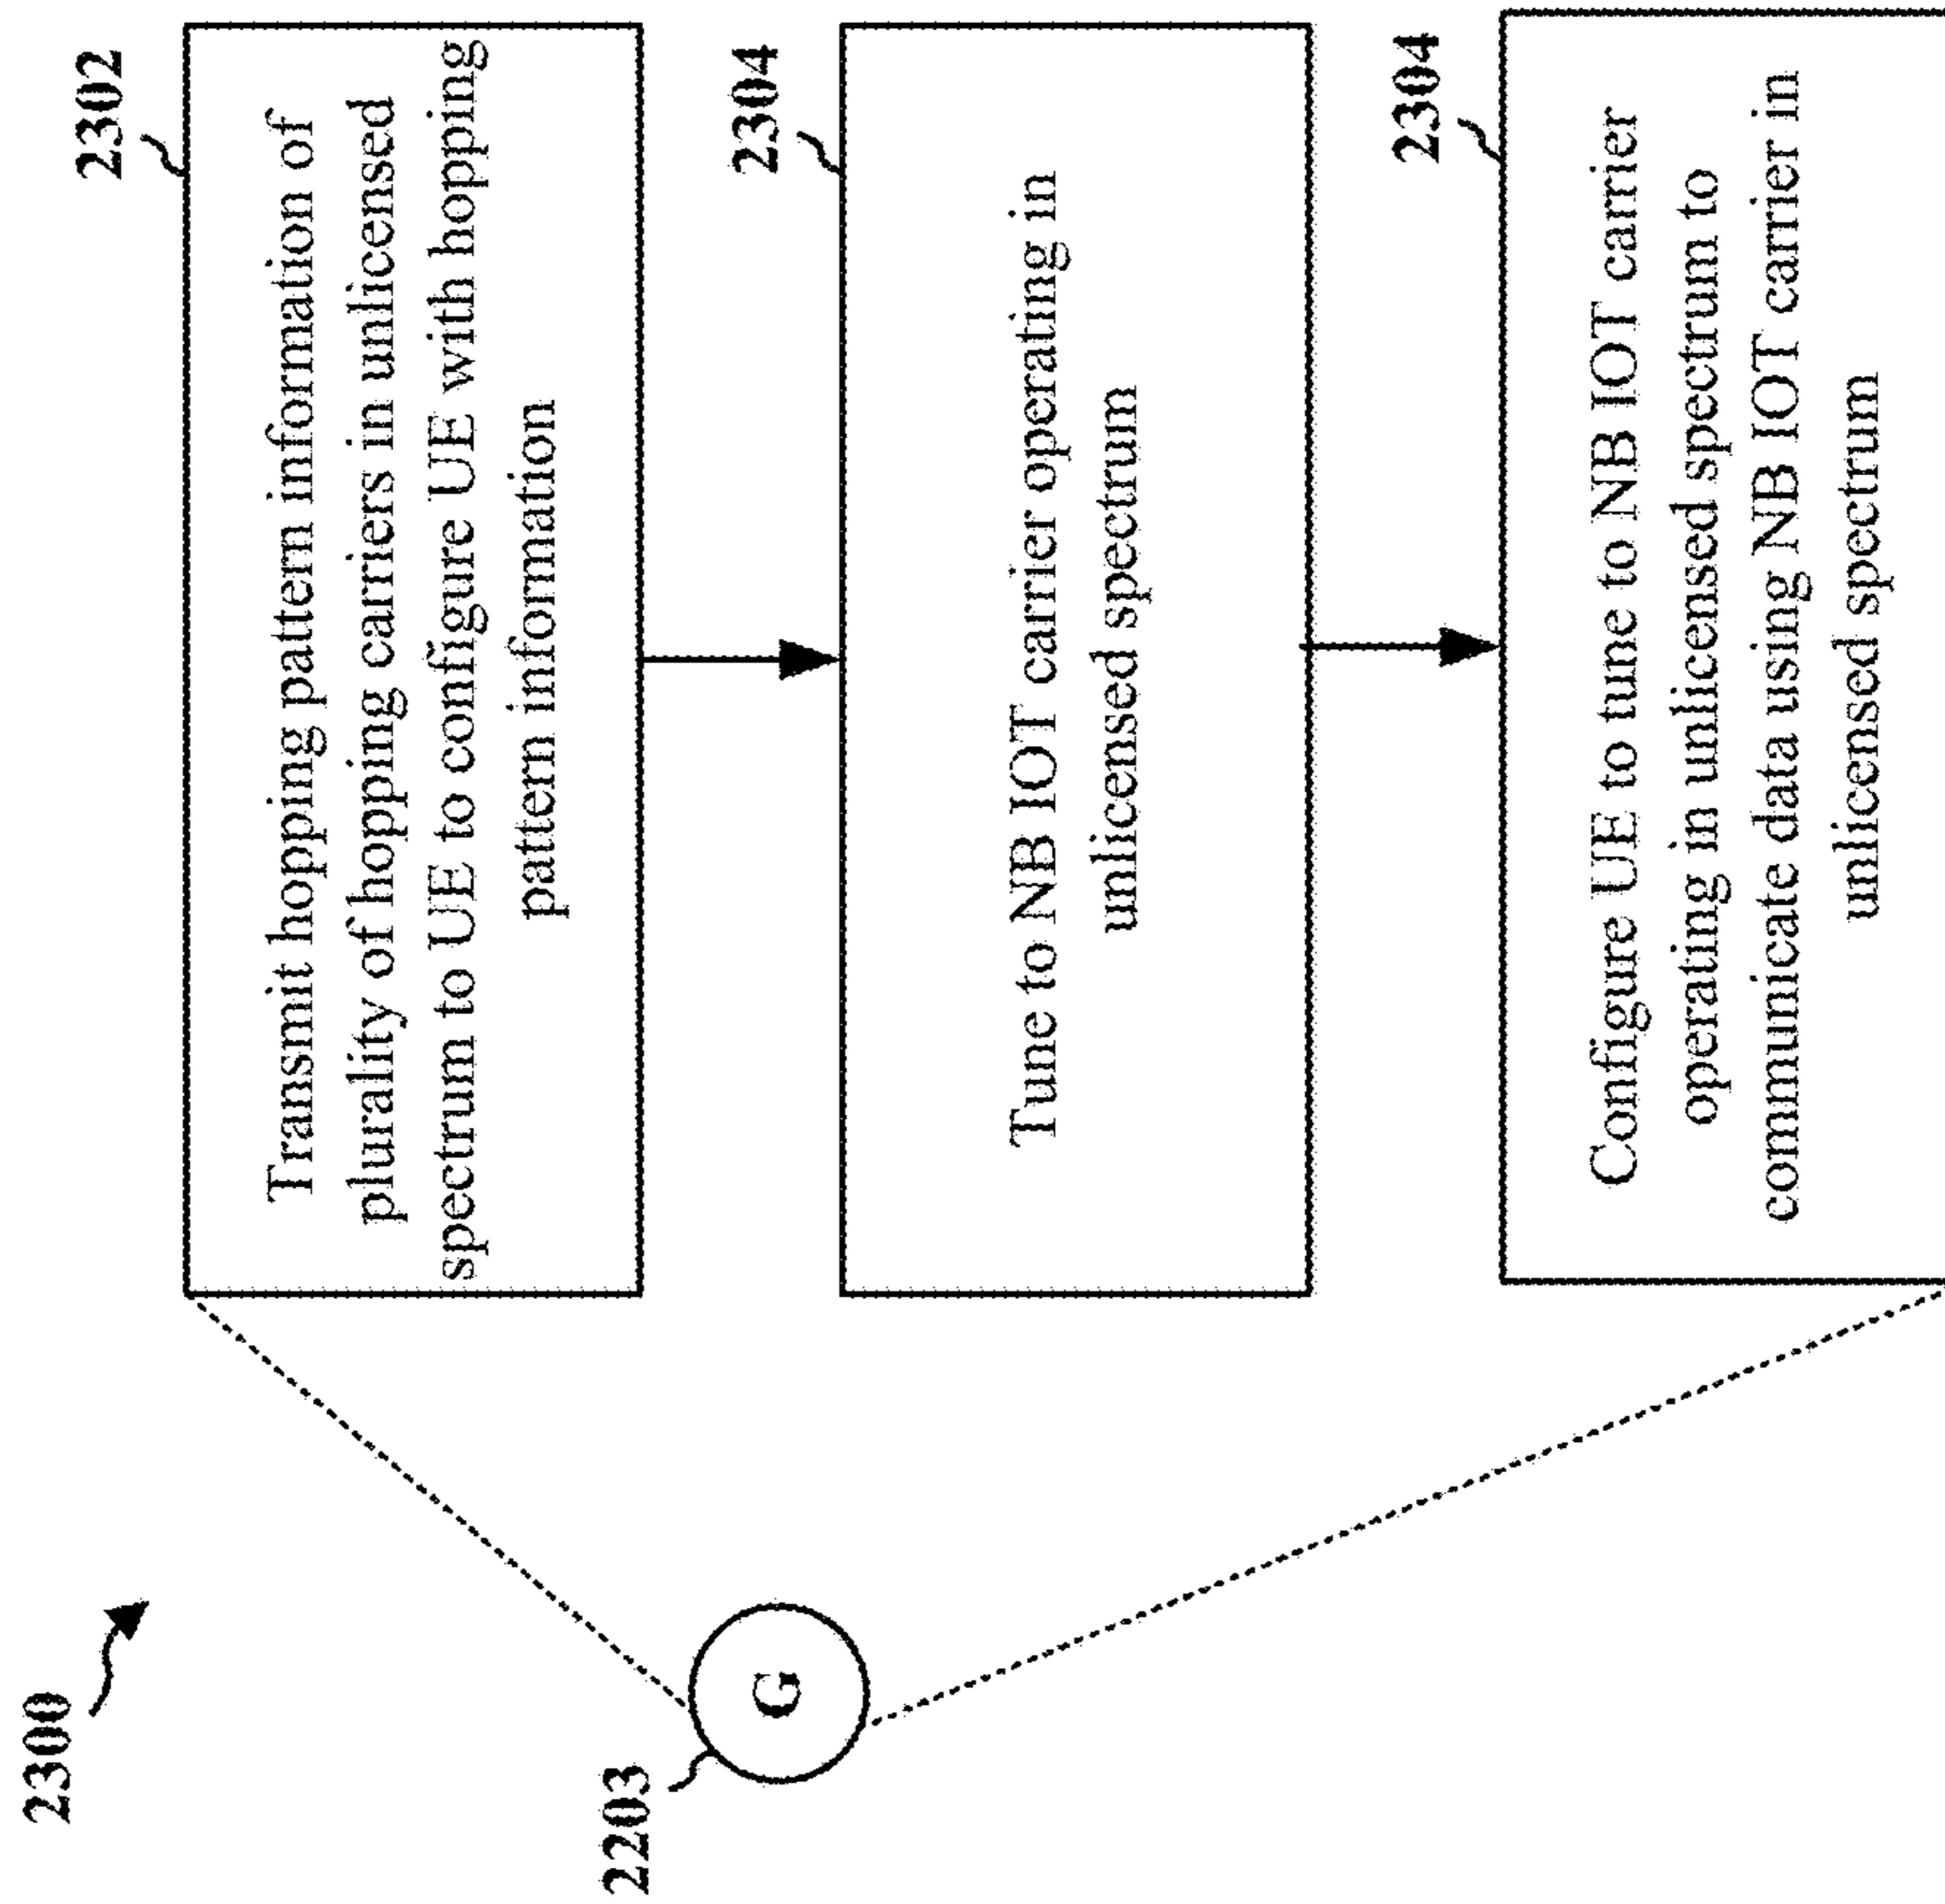 2300
2203
G
2302
Transmit hopping pattern information of
plurality of hopping carriers in unlicensed
spectrum to UE to configure UE with hopping
pattern information
2304
Tune to NB IOT carrier operating in
unlicensed spectrum
2304
Configure UE to tune to NB IOT carrier
operating in unlicensed spectrum to
communicate data using NB IOT carrier in
unlicensed spectrum